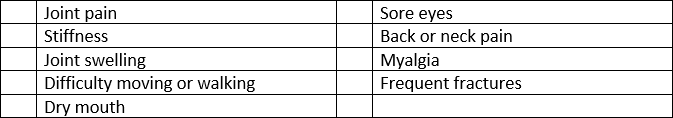 Joint pain
Sore eyes
Stiffness
Back or neck pain
Joint swelling
Myalgia
Difficulty moving or walking
Frequent fractures
Dry mouth